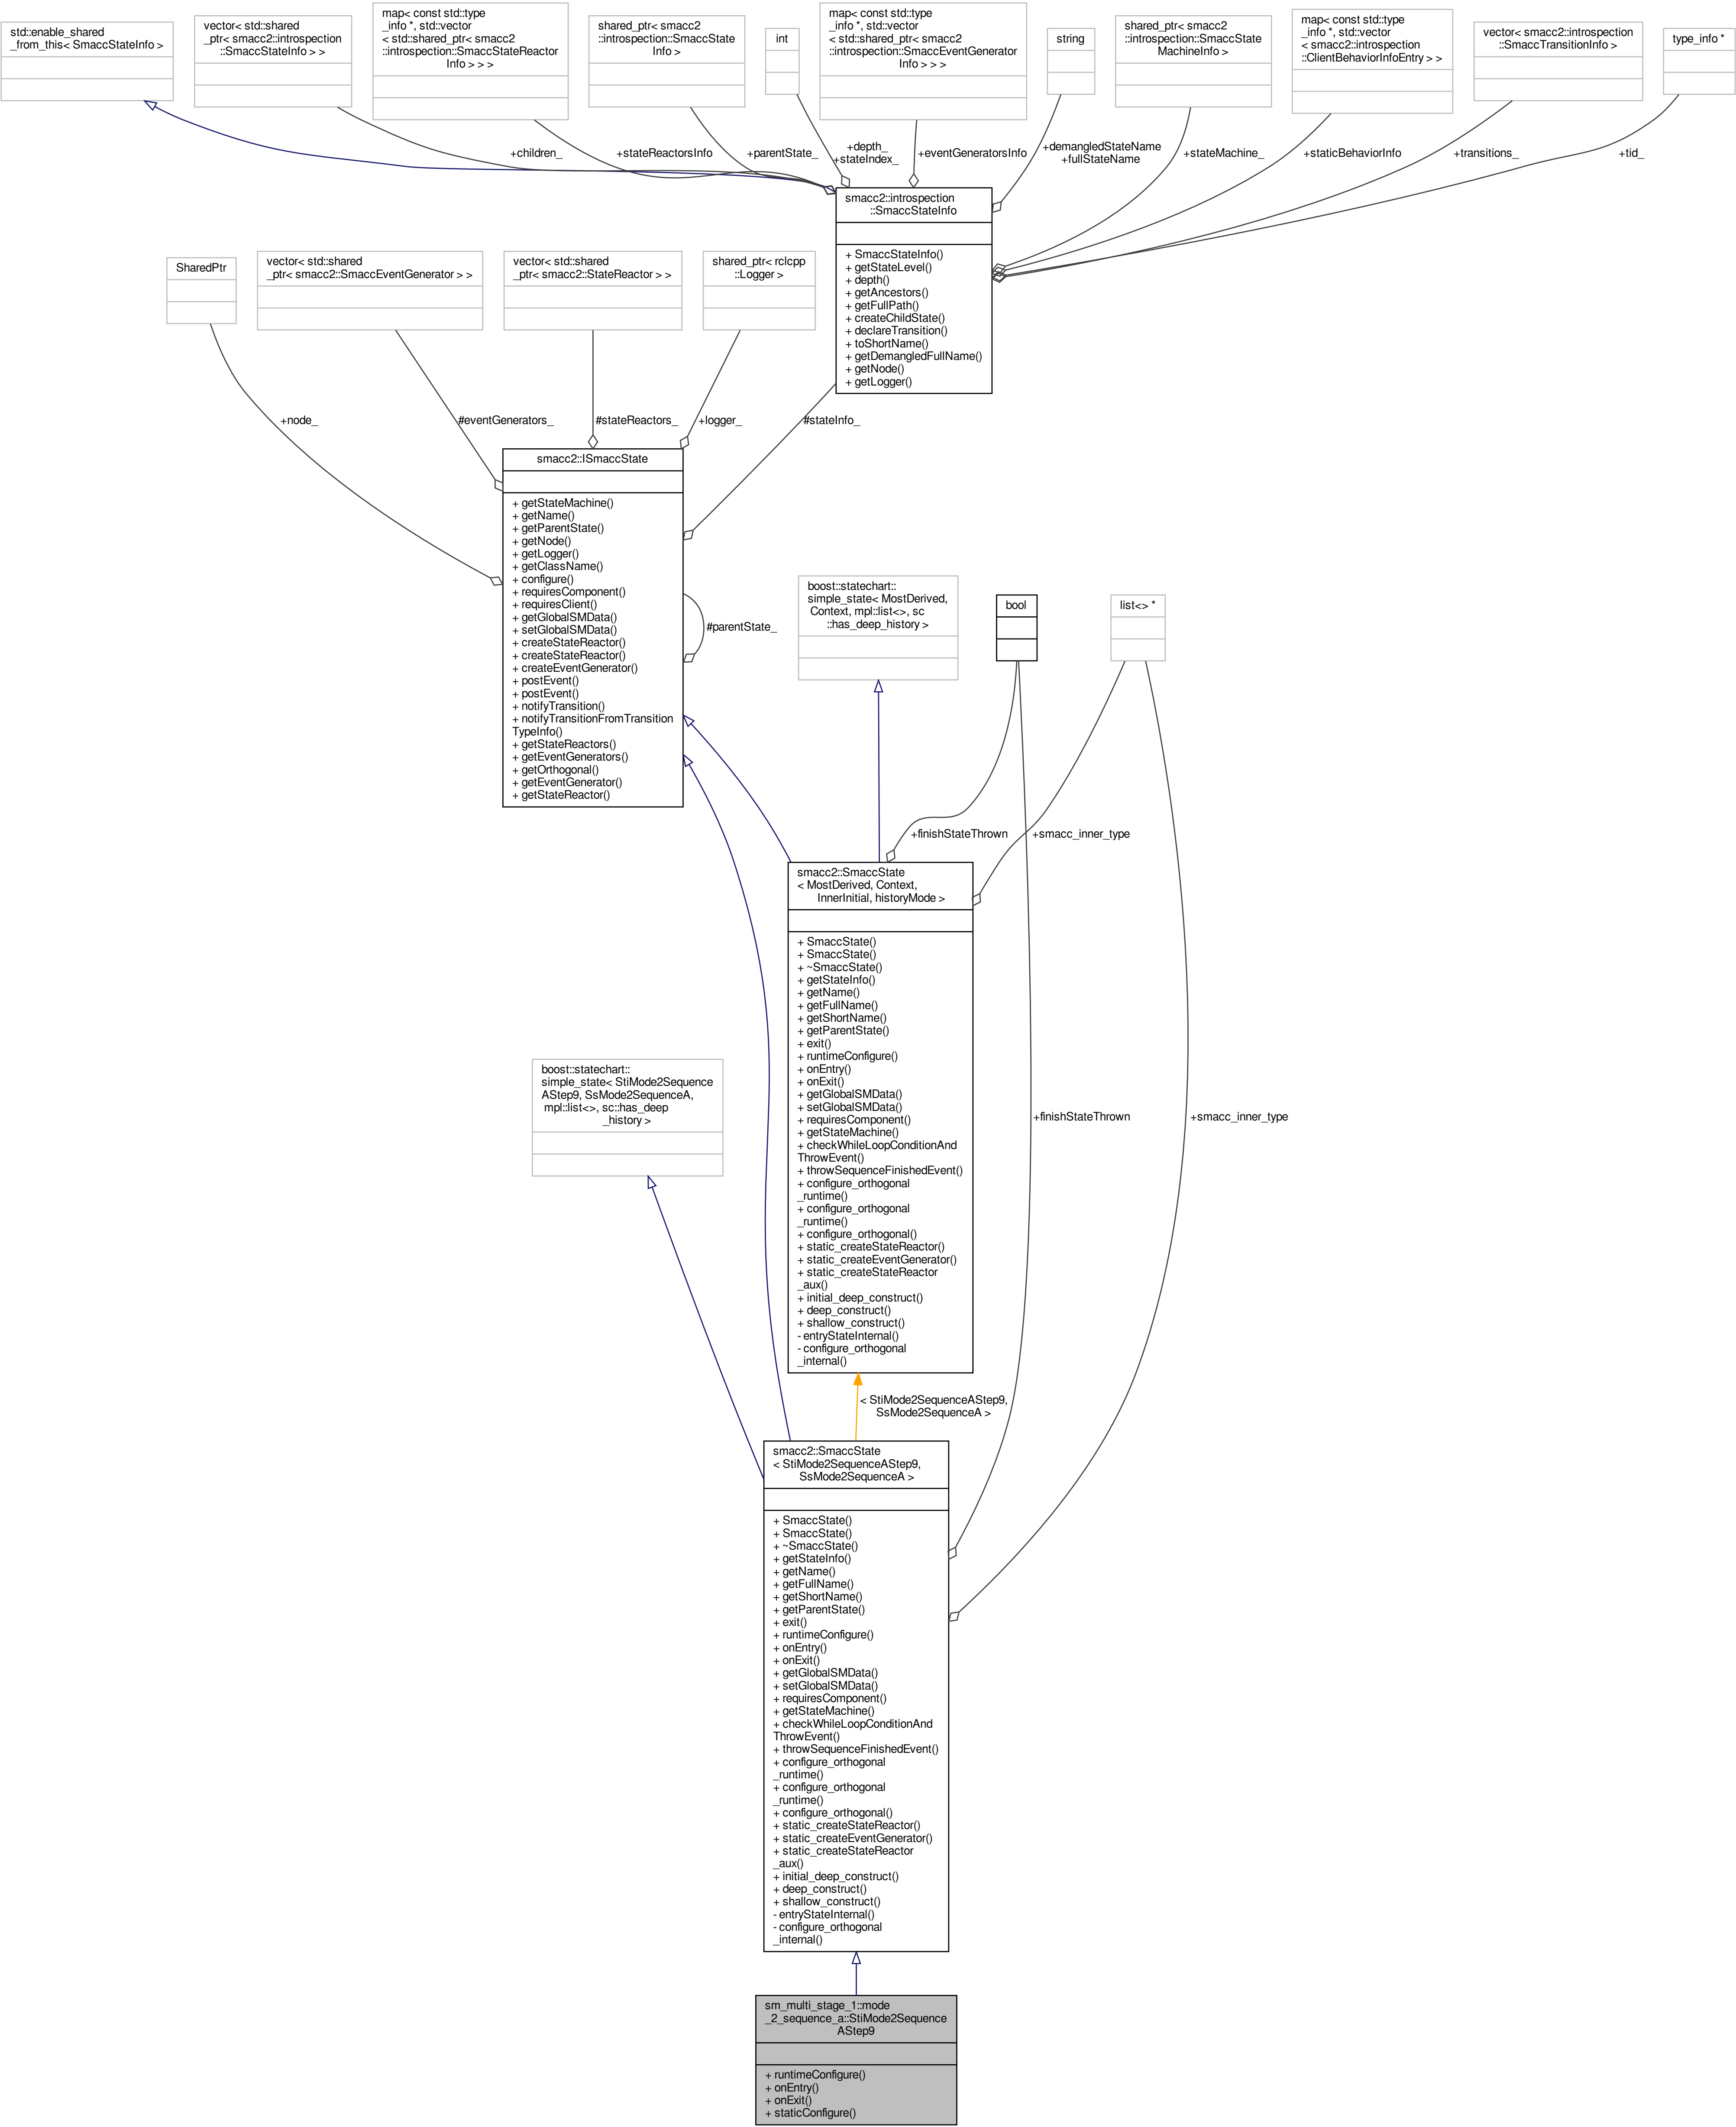 std::enable_shared
_from_this< SmaccStateInfo >
vector< std::shared
_ptr< smacc2::introspection
::SmaccStateInfo > >
map< const std::type
_info *, std::vector
< std::shared_ptr< smacc2
::introspection::SmaccStateReactor
Info > > >
shared_ptr< smacc2
::introspection::SmaccState
Info >
int
map< const std::type
_info *, std::vector
< std::shared_ptr< smacc2
::introspection::SmaccEventGenerator
Info > > >
string
shared_ptr< smacc2
::introspection::SmaccState
MachineInfo >
map< const std::type
_info *, std::vector
< smacc2::introspection
::ClientBehaviorInfoEntry > >
vector< smacc2::introspection
::SmaccTransitionInfo >
type_info *
+children_
+stateReactorsInfo
+parentState_
+depth_
+stateIndex_
+eventGeneratorsInfo
+demangledStateName
+fullStateName
+stateMachine_
+staticBehaviorInfo
+transitions_
+tid_
smacc2::introspection
::SmaccStateInfo
+ SmaccStateInfo()
+ getStateLevel()
+ depth()
+ getAncestors()
+ getFullPath()
+ createChildState()
+ declareTransition()
+ toShortName()
+ getDemangledFullName()
+ getNode()
+ getLogger()
SharedPtr
vector< std::shared
_ptr< smacc2::SmaccEventGenerator > >
vector< std::shared
_ptr< smacc2::StateReactor > >
shared_ptr< rclcpp
::Logger >
+node_
#eventGenerators_
#stateReactors_
+logger_
#stateInfo_
smacc2::ISmaccState
+ getStateMachine()
+ getName()
+ getParentState()
+ getNode()
+ getLogger()
+ getClassName()
+ configure()
+ requiresComponent()
+ requiresClient()
+ getGlobalSMData()
+ setGlobalSMData()
+ createStateReactor()
+ createStateReactor()
+ createEventGenerator()
+ postEvent()
+ postEvent()
+ notifyTransition()
+ notifyTransitionFromTransition
TypeInfo()
+ getStateReactors()
+ getEventGenerators()
+ getOrthogonal()
+ getEventGenerator()
+ getStateReactor()
#parentState_
boost::statechart::
simple_state< MostDerived,
Context, mpl::list<>, sc
::has_deep_history >
bool
list<> *
+finishStateThrown
+smacc_inner_type
smacc2::SmaccState
< MostDerived, Context,
InnerInitial, historyMode >
+ SmaccState()
+ SmaccState()
+ ~SmaccState()
+ getStateInfo()
+ getName()
+ getFullName()
+ getShortName()
+ getParentState()
+ exit()
+ runtimeConfigure()
+ onEntry()
+ onExit()
+ getGlobalSMData()
+ setGlobalSMData()
+ requiresComponent()
+ getStateMachine()
+ checkWhileLoopConditionAnd
ThrowEvent()
+ throwSequenceFinishedEvent()
+ configure_orthogonal
_runtime()
+ configure_orthogonal
_runtime()
+ configure_orthogonal()
+ static_createStateReactor()
+ static_createEventGenerator()
+ static_createStateReactor
_aux()
+ initial_deep_construct()
+ deep_construct()
+ shallow_construct()
- entryStateInternal()
- configure_orthogonal
_internal()
boost::statechart::
simple_state< StiMode2Sequence
AStep9, SsMode2SequenceA,
mpl::list<>, sc::has_deep
_history >
+finishStateThrown
+smacc_inner_type
< StiMode2SequenceAStep9,
SsMode2SequenceA >
smacc2::SmaccState
< StiMode2SequenceAStep9,
SsMode2SequenceA >
+ SmaccState()
+ SmaccState()
+ ~SmaccState()
+ getStateInfo()
+ getName()
+ getFullName()
+ getShortName()
+ getParentState()
+ exit()
+ runtimeConfigure()
+ onEntry()
+ onExit()
+ getGlobalSMData()
+ setGlobalSMData()
+ requiresComponent()
+ getStateMachine()
+ checkWhileLoopConditionAnd
ThrowEvent()
+ throwSequenceFinishedEvent()
+ configure_orthogonal
_runtime()
+ configure_orthogonal
_runtime()
+ configure_orthogonal()
+ static_createStateReactor()
+ static_createEventGenerator()
+ static_createStateReactor
_aux()
+ initial_deep_construct()
+ deep_construct()
+ shallow_construct()
- entryStateInternal()
- configure_orthogonal
_internal()
sm_multi_stage_1::mode
_2_sequence_a::StiMode2Sequence
AStep9
+ runtimeConfigure()
+ onEntry()
+ onExit()
+ staticConfigure()